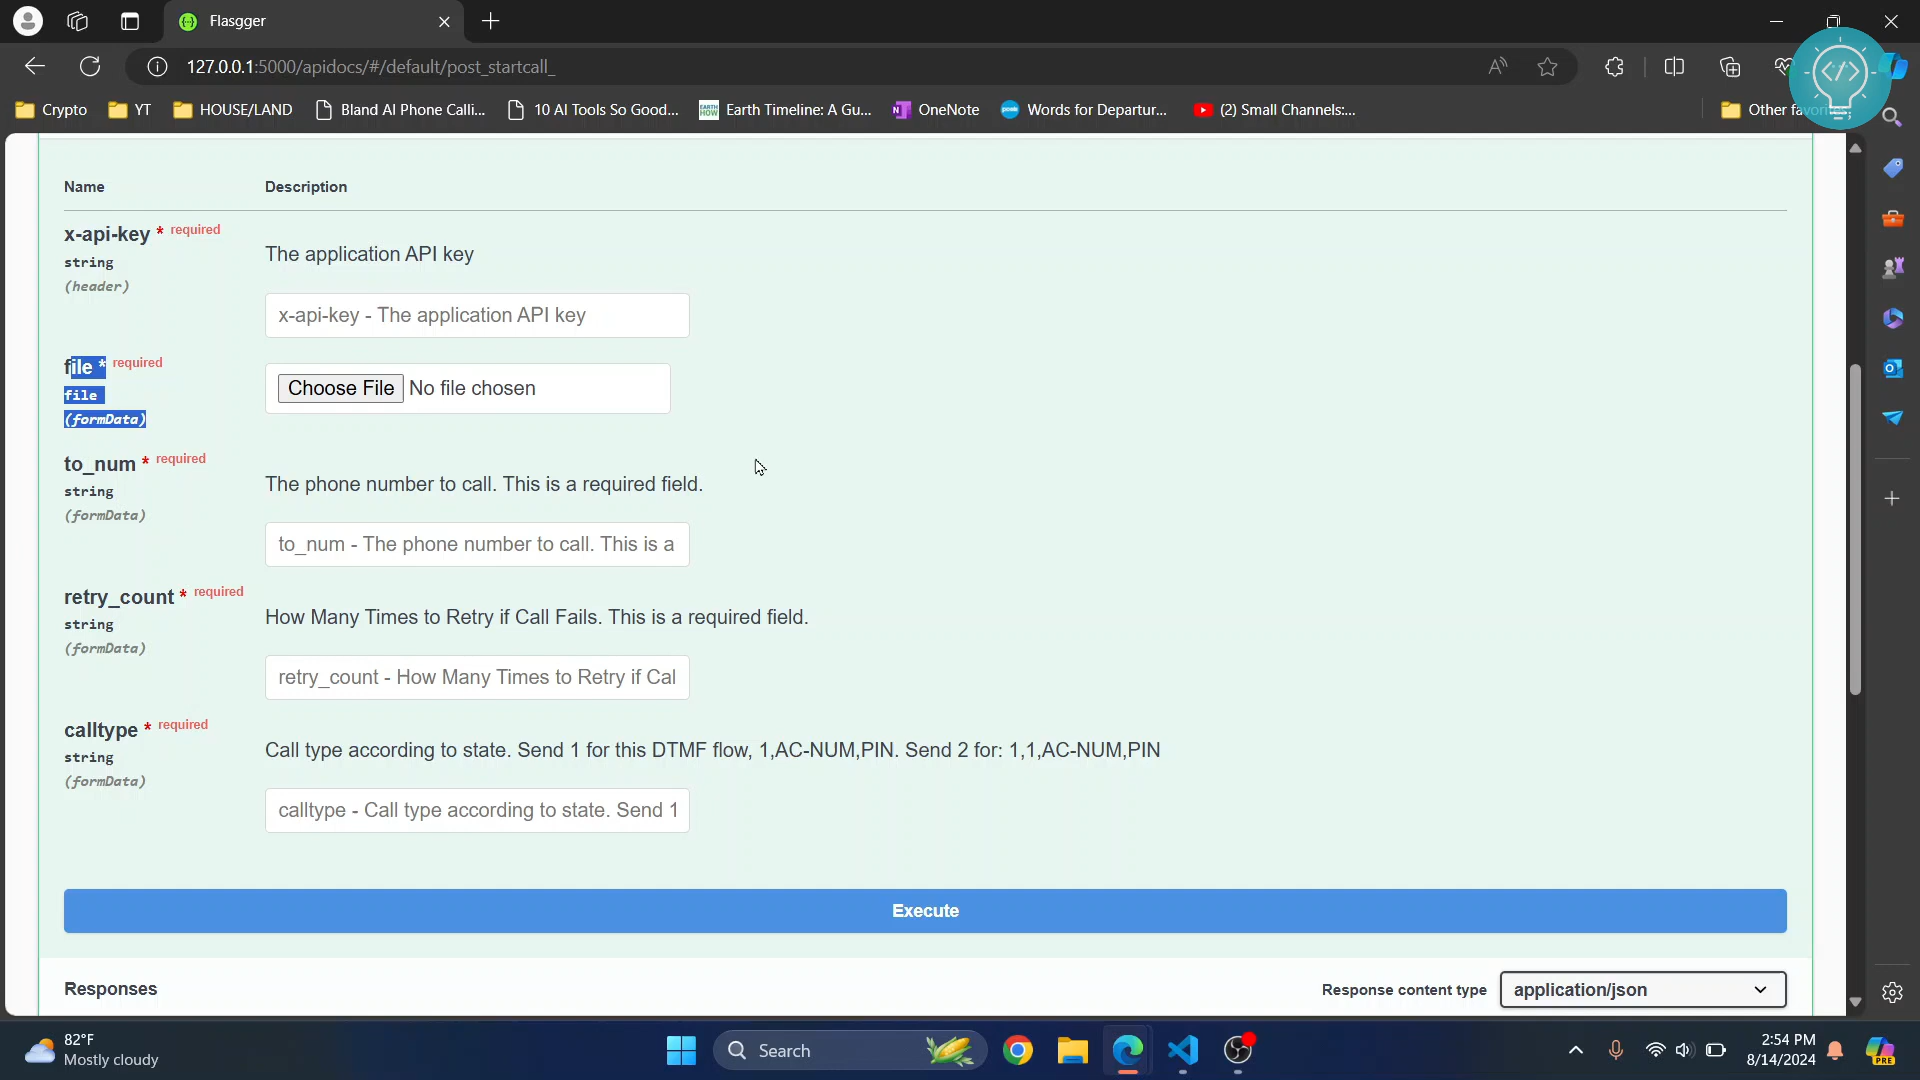 Flasgger
127.0.0.1:5000/apidocs/#/default/post_startcall_
Crypto
YT
HOUSE/LAND
Bland AI Phone Calli...
10 AI Tools So Good...
Earth Timeline: A Gu...
OneNote
Words for Departur...
(2) Small Channels:...
Other
Name
Description
x-api-key * required
string
(header)
The application API key
x-api-key - The application API key
file * required
file
(formData)
Choose File No file chosen
to_num * required
string
(formData)
The phone number to call. This is a required field.
to_num - The phone number to call. This is a
retry_count * required
string
(formData)
How Many Times to Retry if Call Fails. This is a required field.
retry_count - How Many Times to Retry if Cal
calltype * required
string
(formData)
Call type according to state. Send 1 for this DTMF flow, 1,AC-NUM,PIN. Send 2 for: 1,1,AC-NUM,PIN
calltype - Call type according to state. Send 1
Execute
Responses
Response content type
application/json
82°F
Mostly cloudy
Search
2:54 PM
8/14/2024
PRE